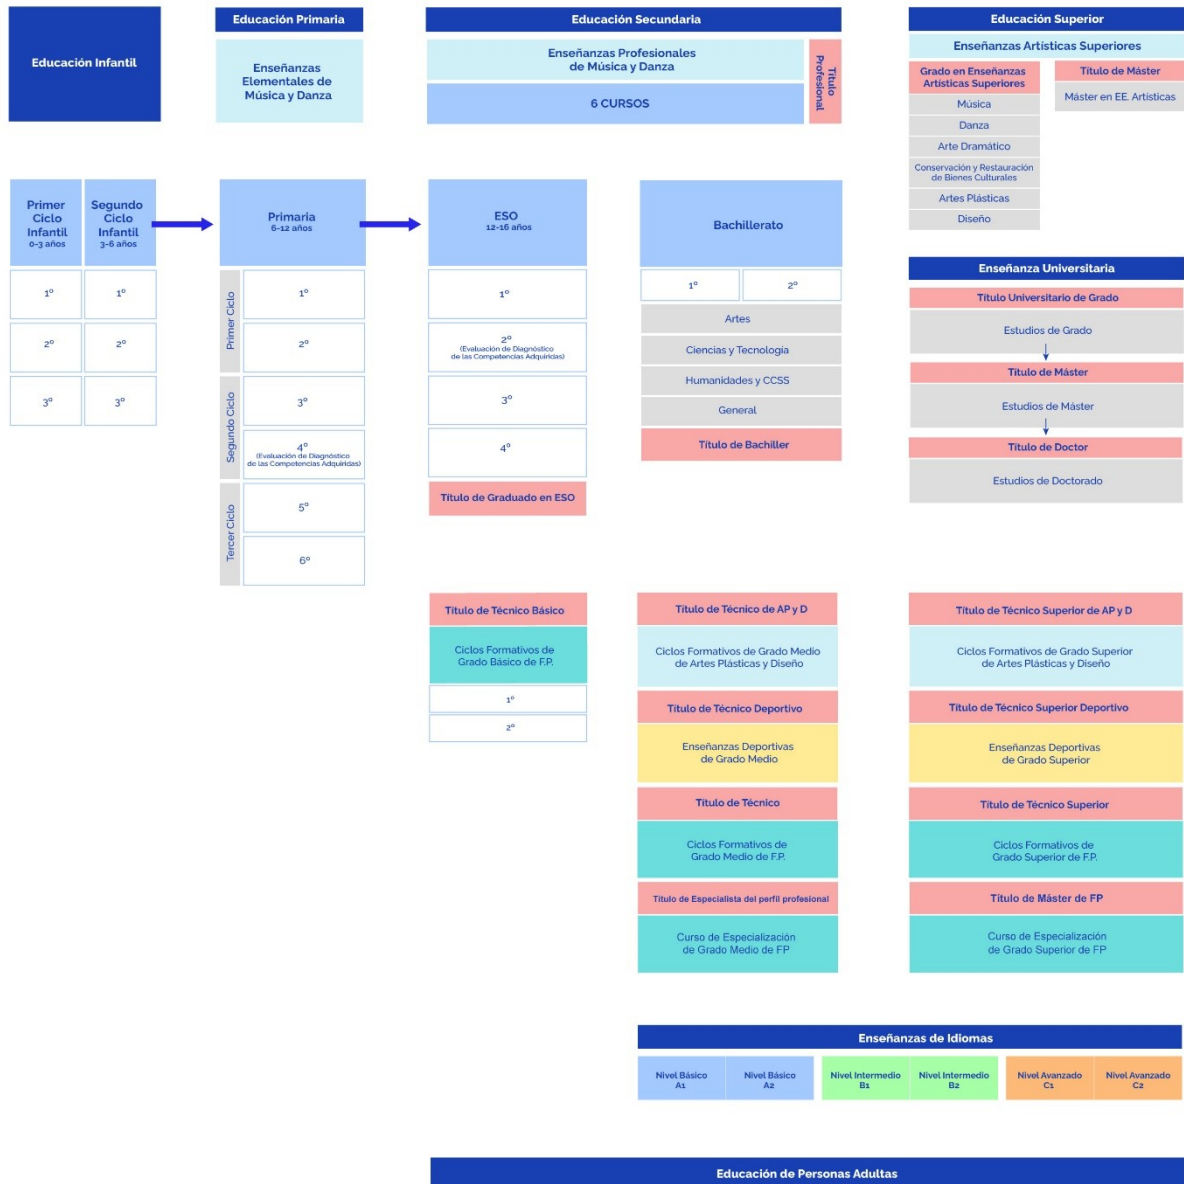 Educación Infantil
Educación Primaria
Enseñanzas
Elementales de
Música y Danza
Educación Secundaria
Enseñanzas Profesionales
de Música y Danza
6 CURSOS
Título
Profesional
Educación Superior
Enseñanzas Artísticas Superiores
Grado en Enseñanzas
Artísticas Superiores
Música
Danza
Arte Dramático
Conservación y Restauración
de Bienes Culturales
Artes Plásticas
Diseño
Título de Máster
Máster en EE. Artísticas
Primer
Ciclo
Infantil
0-3 años
1º
2º
3º
Segundo
Ciclo
Infantil
3-6 años
1º
2º
3º
Primaria
6-12 años
Primer Ciclo
1º
2º
Segundo Ciclo
3º
4º
(Evaluación de Diagnóstico
de las Competencias Adquiridas)
Tercer Ciclo
5º
6º
ESO
12-16 años
1º
2º
(Evaluación de Diagnóstico
de las Competencias Adquiridas)
3º
4º
Título de Graduado en ESO
Bachillerato
1º
2º
Artes
Ciencias y Tecnología
Humanidades y CCSS
General
Título de Bachiller
Enseñanza Universitaria
Título Universitario de Grado
Estudios de Grado
Título de Máster
Estudios de Máster
Título de Doctor
Estudios de Doctorado
Título de Técnico Básico
Ciclos Formativos de
Grado Básico de F.P.
1º
2º
Título de Técnico de AP y D
Ciclos Formativos de Grado Medio
de Artes Plásticas y Diseño
Título de Técnico Deportivo
Enseñanzas Deportivas
de Grado Medio
Título de Técnico
Ciclos Formativos de
Grado Medio de F.P.
Título de Especialista del perfil profesional
Curso de Especialización
de Grado Medio de FP
Título de Técnico Superior de AP y D
Ciclos Formativos de Grado Superior
de Artes Plásticas y Diseño
Título de Técnico Superior Deportivo
Enseñanzas Deportivas
de Grado Superior
Título de Técnico Superior
Ciclos Formativos de
Grado Superior de F.P.
Título de Máster de FP
Curso de Especialización
de Grado Superior de FP
Enseñanzas de Idiomas
Nivel Básico
A1
Nivel Básico
A2
Nivel Intermedio
B1
Nivel Intermedio
B2
Nivel Avanzado
C1
Nivel Avanzado
C2
Educación de Personas Adultas